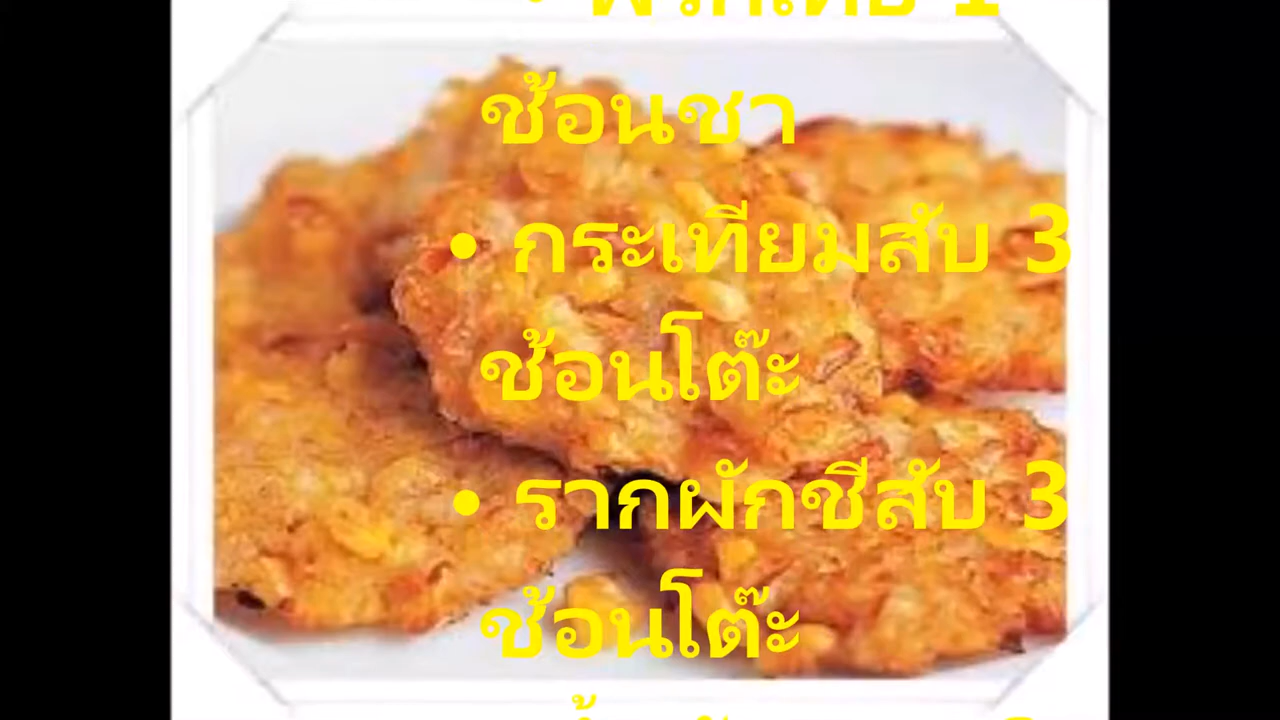 ช้อนชา
• กระเทียมสับ 3
ช้อนโต๊ะ
• รากผักชีสับ 3
ช้อนโต๊ะ